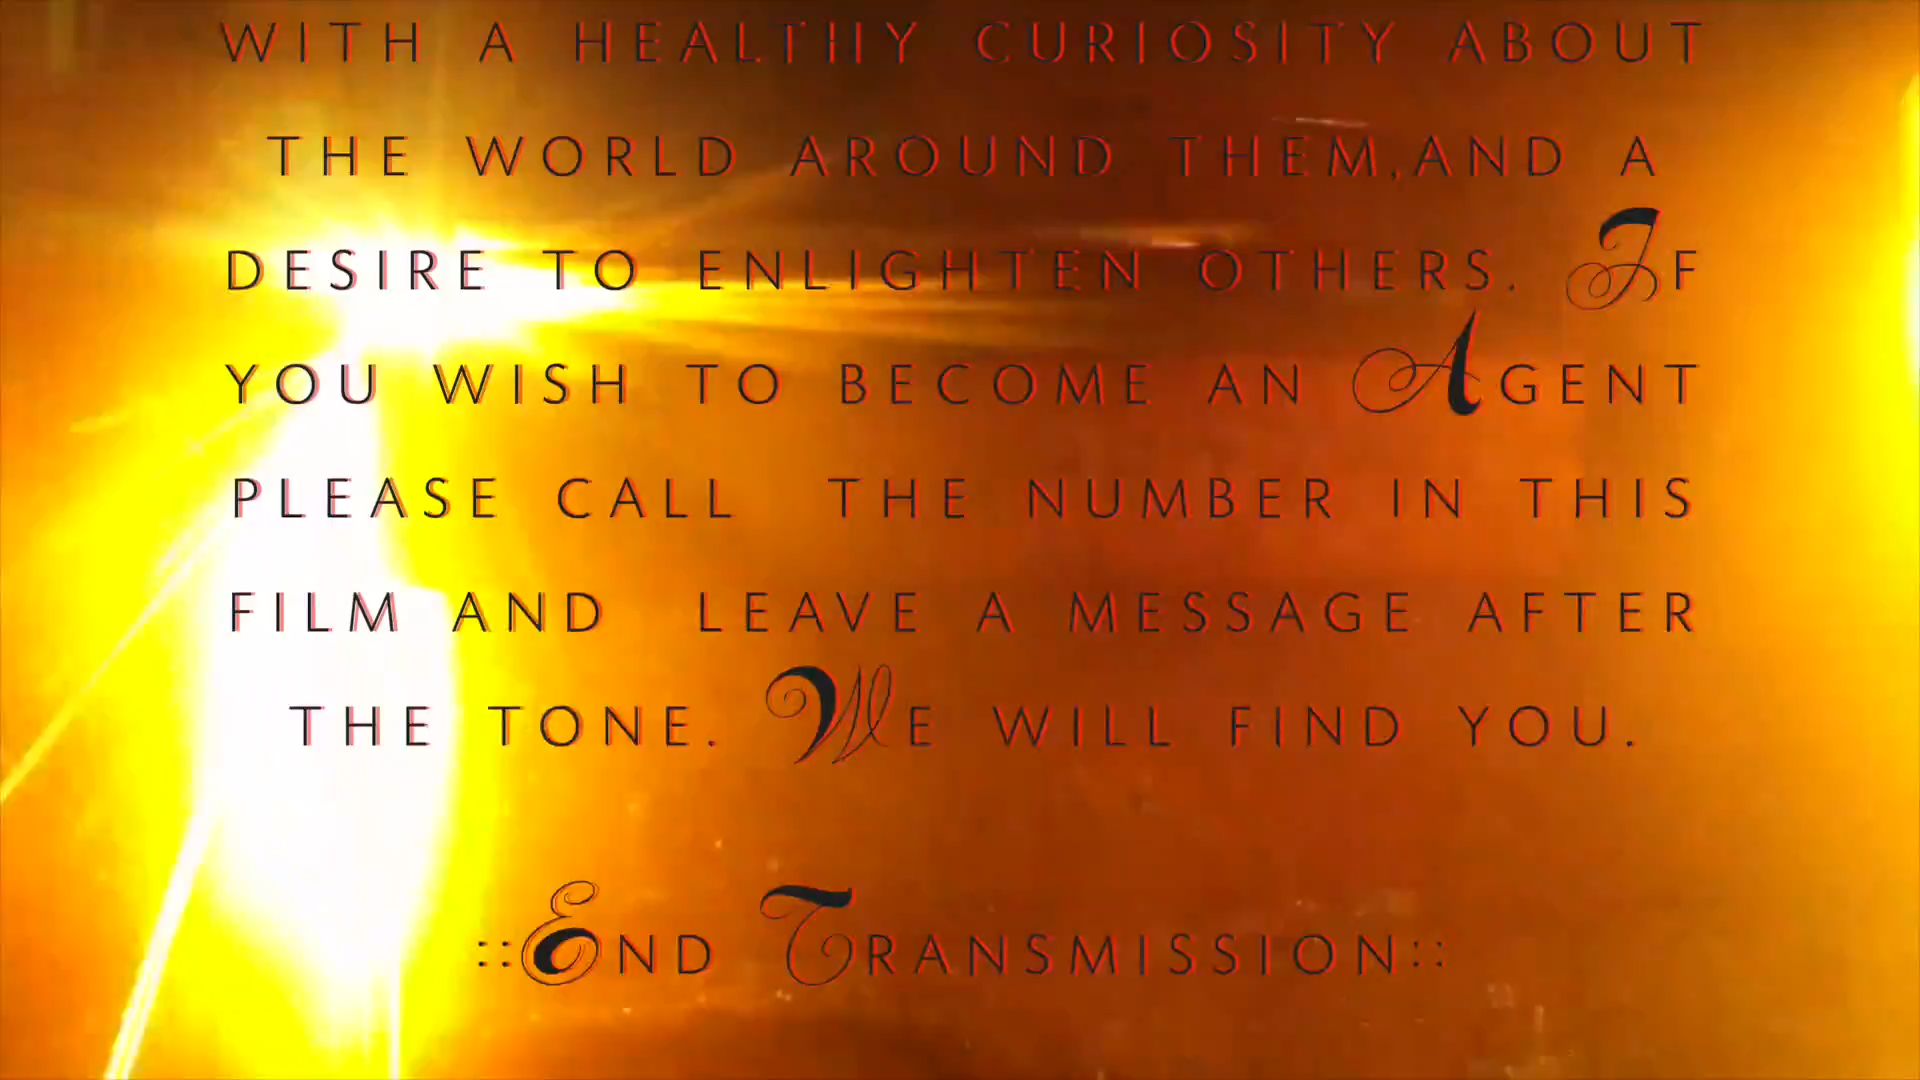 WITH A HEALTHY CURIOSITY ABOUT
THE WORLD AROUND THEM,AND A
DESIRE TO ENLIGHTEN OTHERS. IF
YOU WISH TO BECOME AN AGENT
PLEASE CALL THE NUMBER IN THIS
FILM AND LEAVE A MESSAGE AFTER
THE TONE. WE WILL FIND YOU.
::END TRANSMISSION::